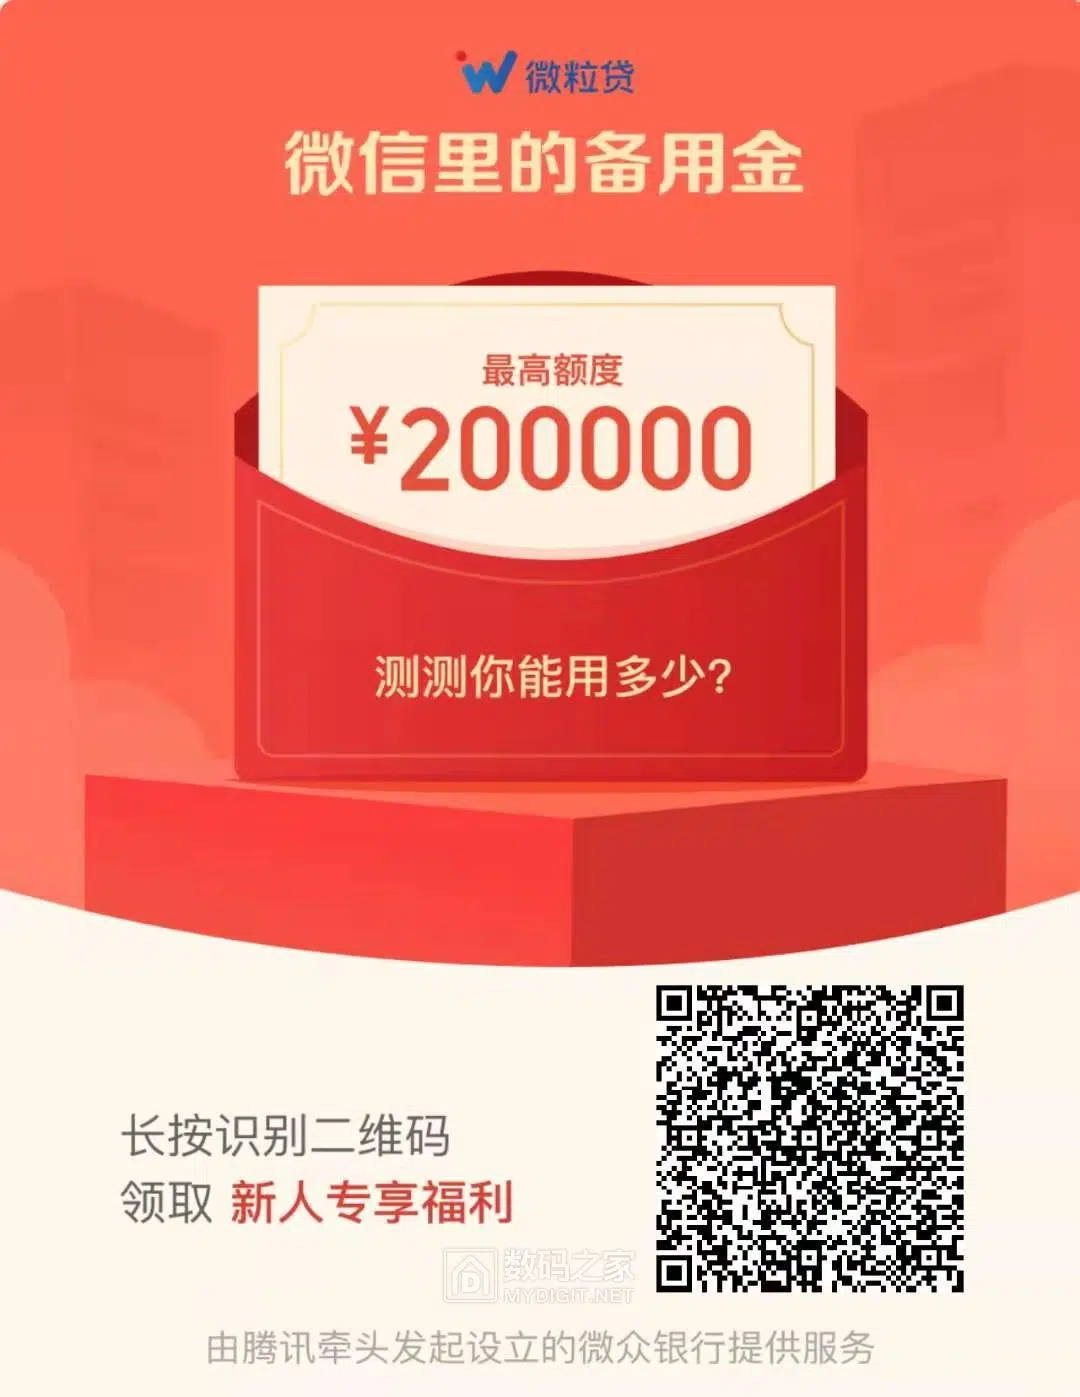 微粒贷
微信里的备用金
最高额度
¥200000
测测你能用多少?
长按识别二维码
领取 新人专享福利
数码之家
MYDIGIT.NET
由腾讯牵头发起设立的微众银行提供服务